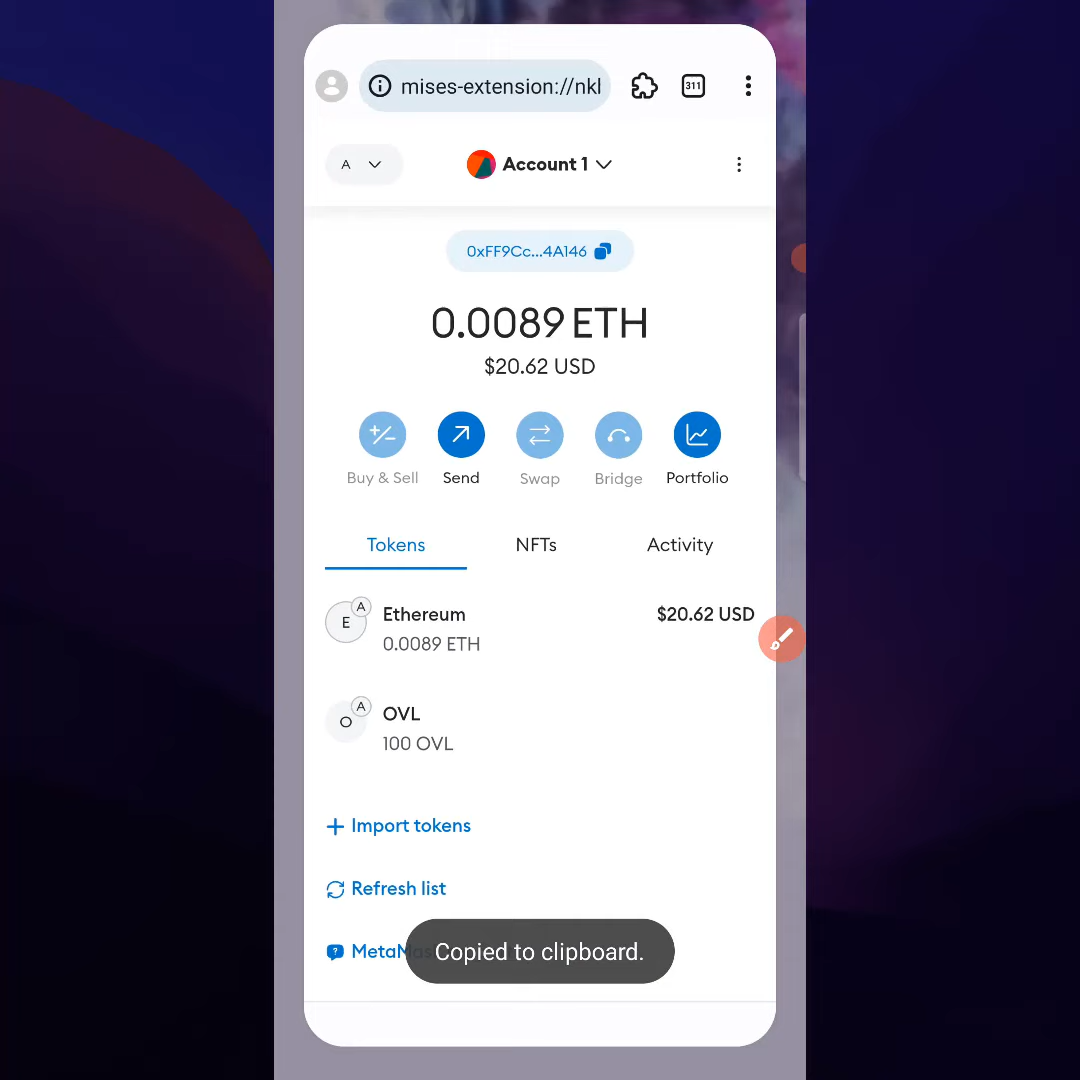 mises-extension://nkl
311
A
Account 1
0xFF9Cc...4A146
0.0089 ETH
$20.62 USD
Buy & Sell
Send
Swap
Bridge
Portfolio
Tokens
NFTs
Activity
A
E
Ethereum
$20.62 USD
0.0089 ETH
A
O
OVL
100 OVL
+ Import tokens
Refresh list
MetaMas
Copied to clipboard.